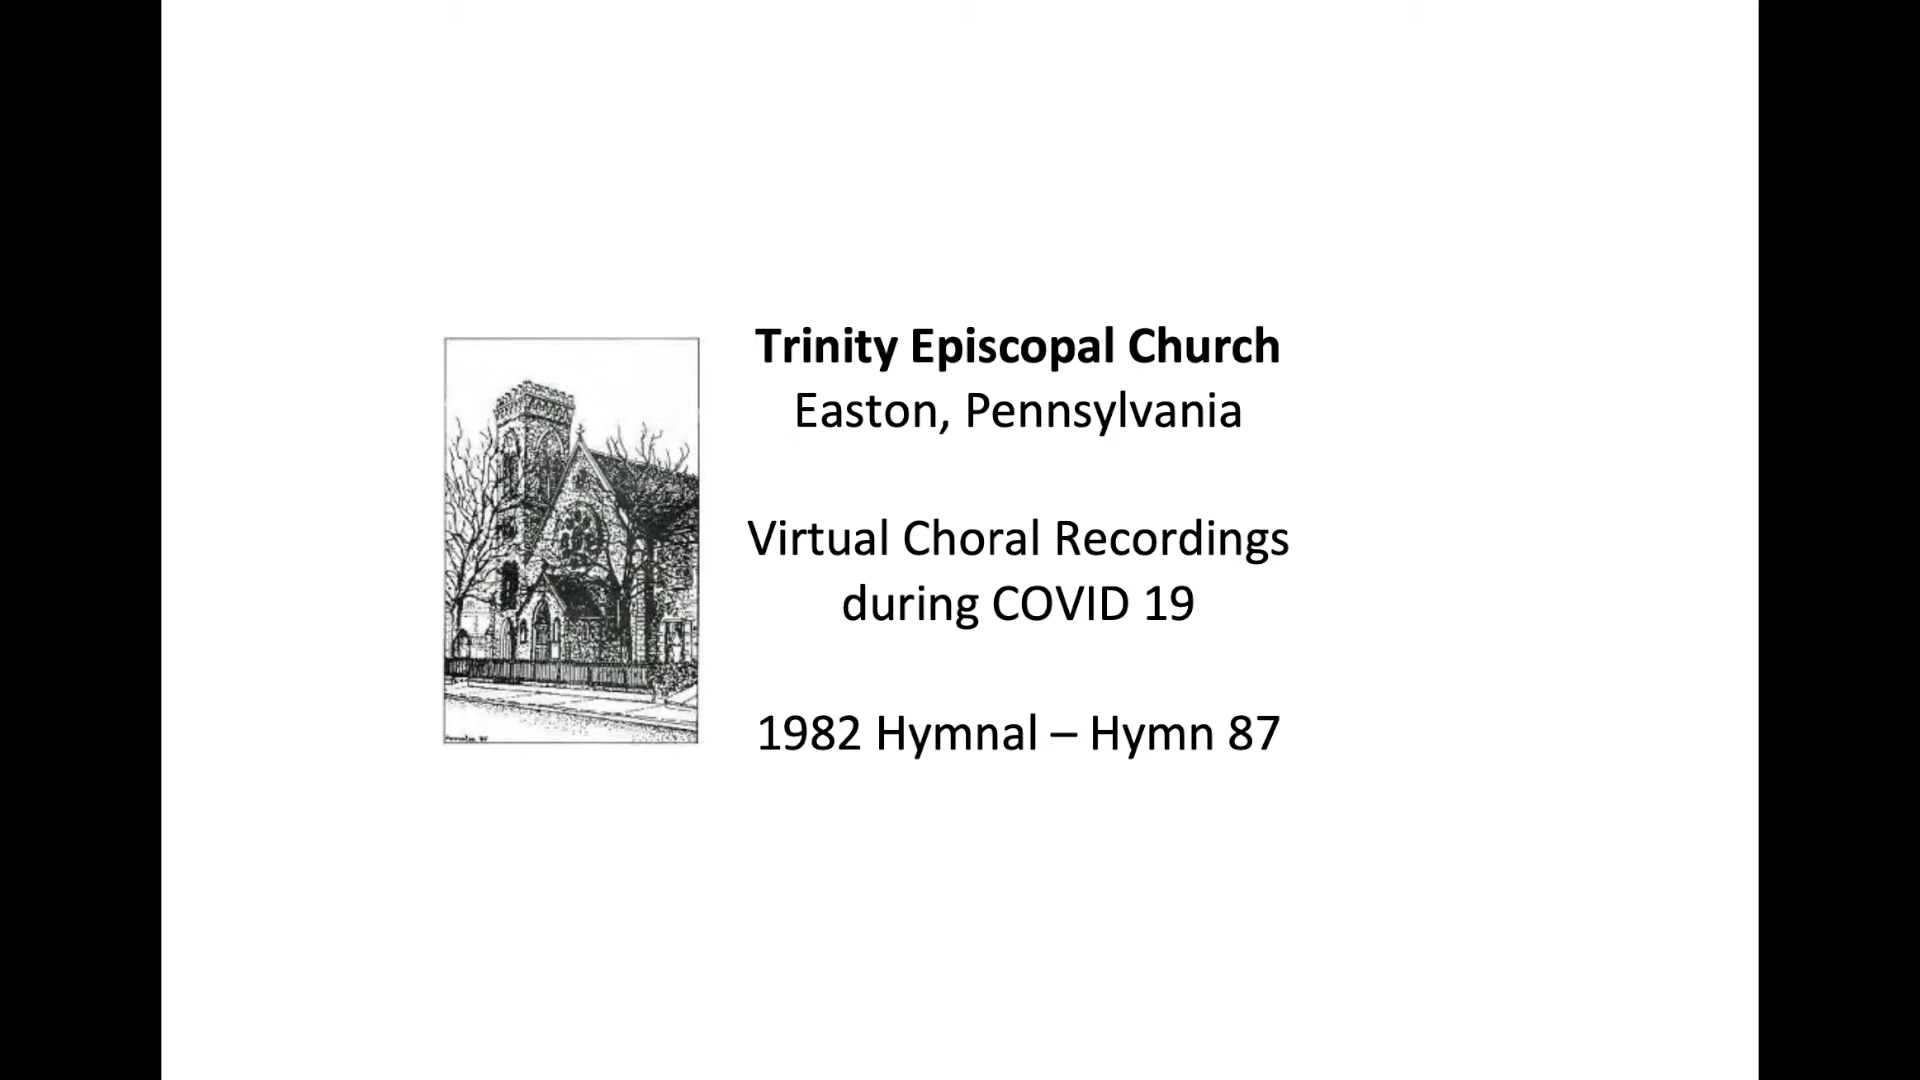 Trinity Episcopal Church
Easton, Pennsylvania
Virtual Choral Recordings
during COVID 19
1982 Hymnal – Hymn 87